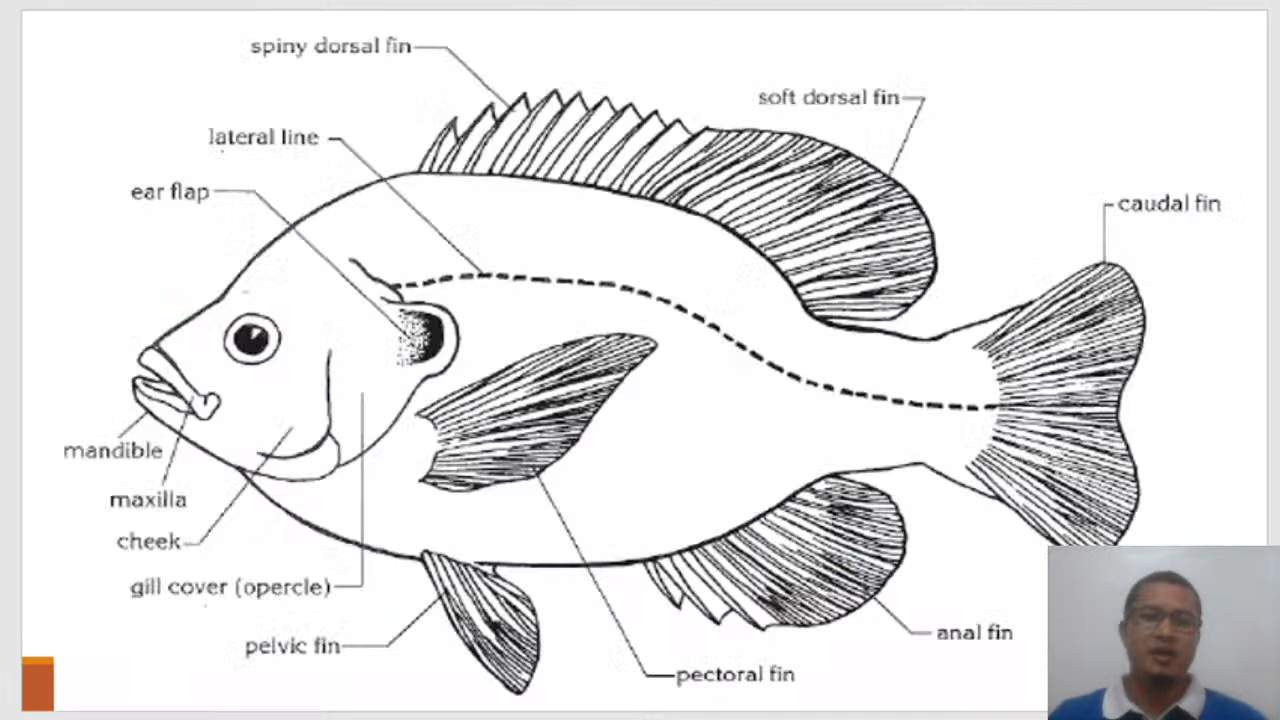 spiny dorsal fin
soft dorsal fin
lateral line
ear flap
caudal fin
mandible
maxilla
cheek
gill cover (opercle)
pelvic fin
anal fin
pectoral fin